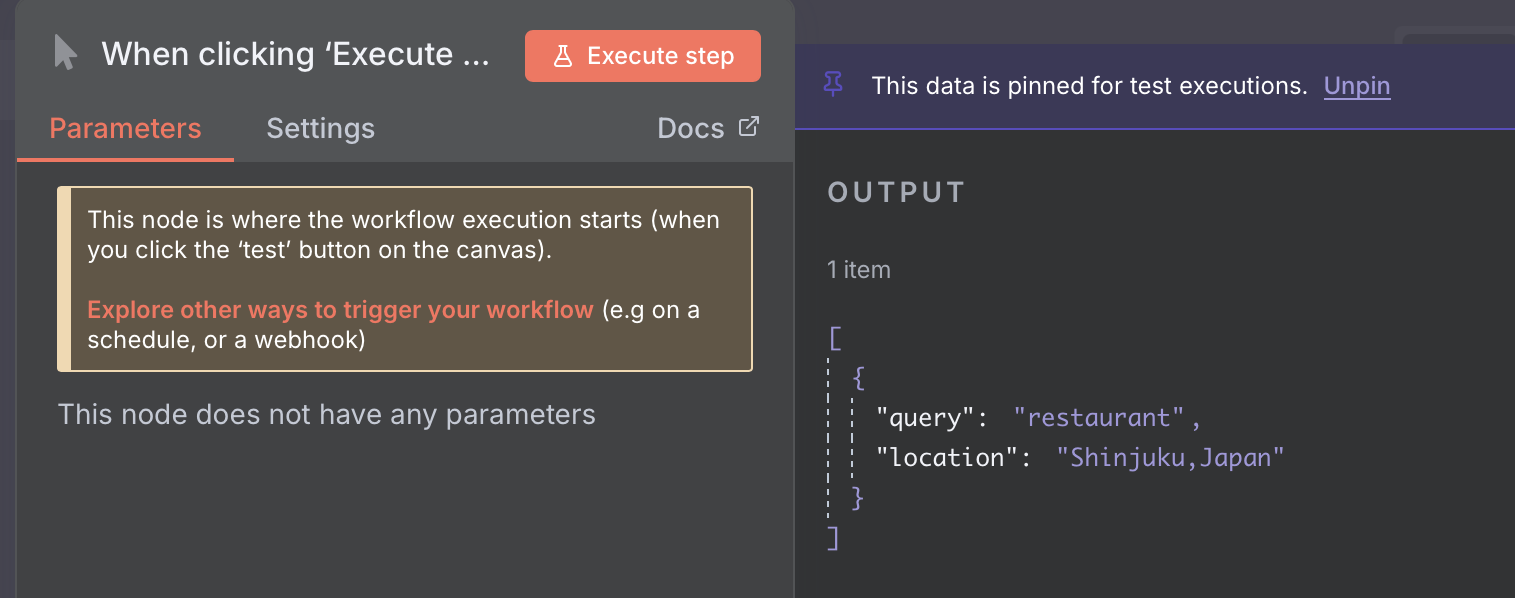 When clicking ‘Execute ...
Execute step
Parameters
Settings
Docs
This node is where the workflow execution starts (when
you click the ‘test’ button on the canvas).
Explore other ways to trigger your workflow (e.g on a
schedule, or a webhook)
This node does not have any parameters
This data is pinned for test executions. Unpin
OUTPUT
1 item
[
{
"query": "restaurant",
"location": "Shinjuku,Japan"
}
]